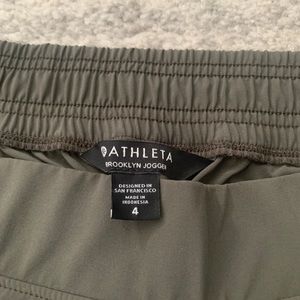 ATHLETA
BROOKLYN JOGGER
DESIGNED IN
SAN FRANCISCO
MADE IN
INDONESIA
4